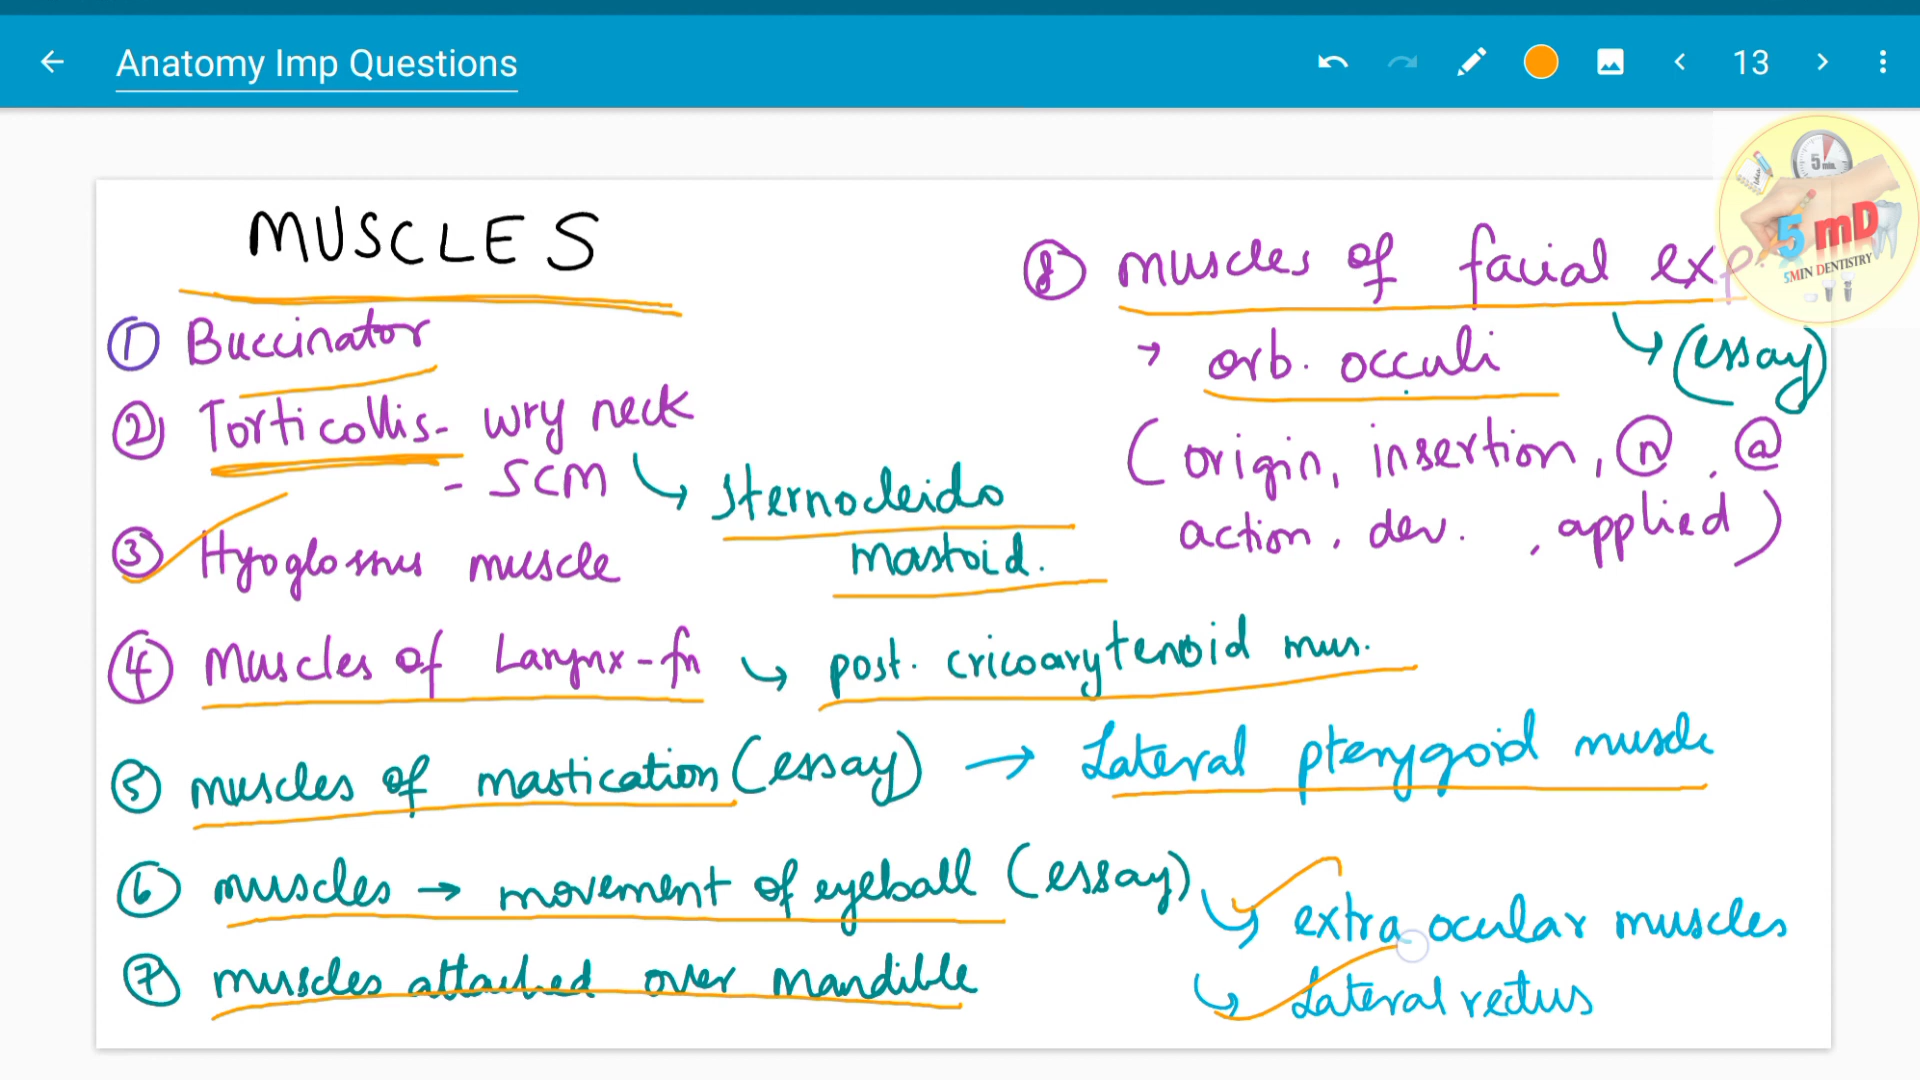 Anatomy Imp Questions
13
MUSCLES
① Buccinator
② Torticollis - wry neck
- SCM ↳ sternocleido
mastoid.
③ Hyoglossus muscle
④ Muscles of Larynx - fn ↳ post. cricoarytenoid mus.
⑤ muscles of mastication (essay) → Lateral pterygoid muscle
⑥ muscles → movement of eyeball (essay)
↳ extra ocular muscles
↳ Lateral rectus
⑦ muscles attached over mandible
⑧ muscles of facial exp.
↳ (essay)
→ orb. occuli
(origin, insertion, ⓝ, ⓐ
action, dev., applied)
5 min.
5 mD
5MIN DENTISTRY